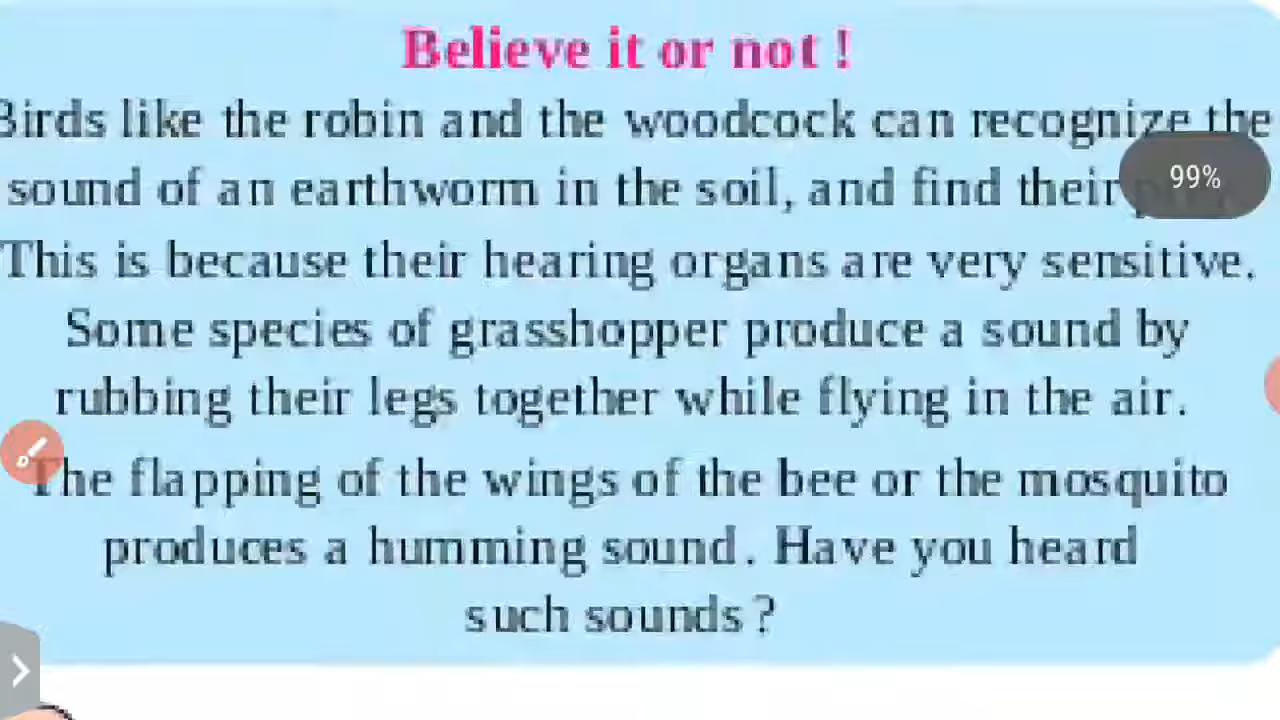 Believe it or not !
Birds like the robin and the woodcock can recognize the
99%
sound of an earthworm in the soil, and find their
This is because their hearing organs are very sensitive.
Some species of grasshopper produce a sound by
rubbing their legs together while flying in the air.
The flapping of the wings of the bee or the mosquito
produces a humming sound. Have you heard
such sounds ?